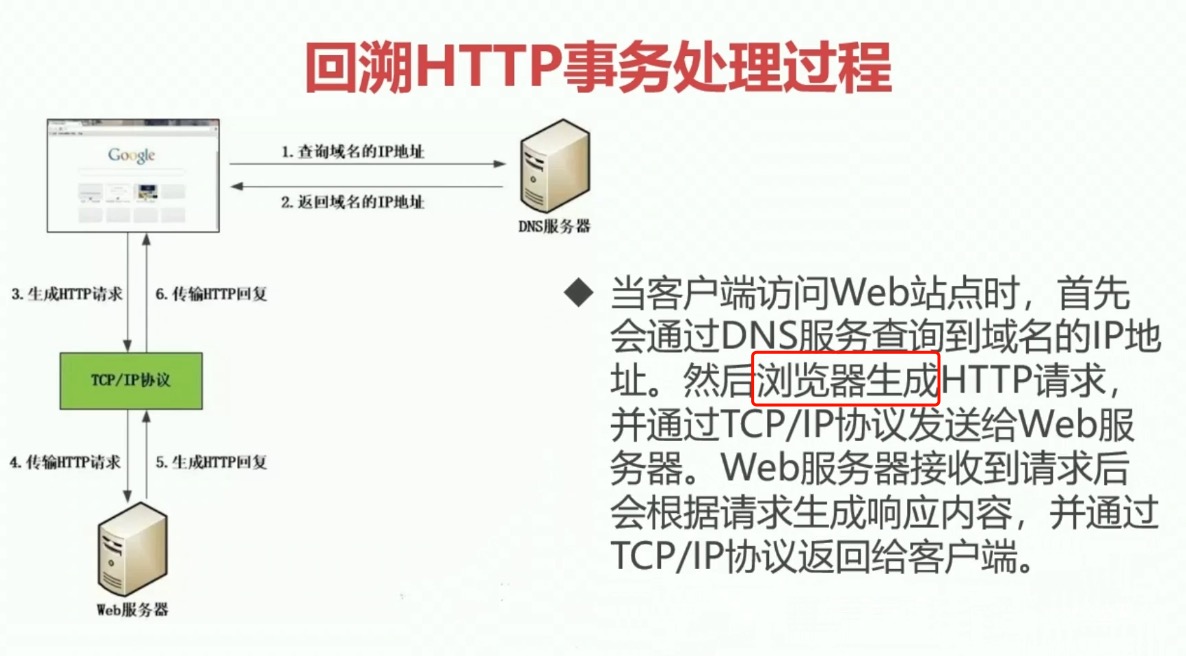 回溯HTTP事务处理过程
Google
1.查询域名的IP地址
2.返回域名的IP地址
DNS服务器
3.生成HTTP请求
6.传输HTTP回复
TCP/IP协议
4.传输HTTP请求
5.生成HTTP回复
Web服务器
当客户端访问Web站点时，首先
会通过DNS服务查询到域名的IP地
址。然后浏览器生成HTTP请求，
并通过TCP/IP协议发送给Web服
务器。Web服务器接收到请求后
会根据请求生成响应内容，并通过
TCP/IP协议返回给客户端。